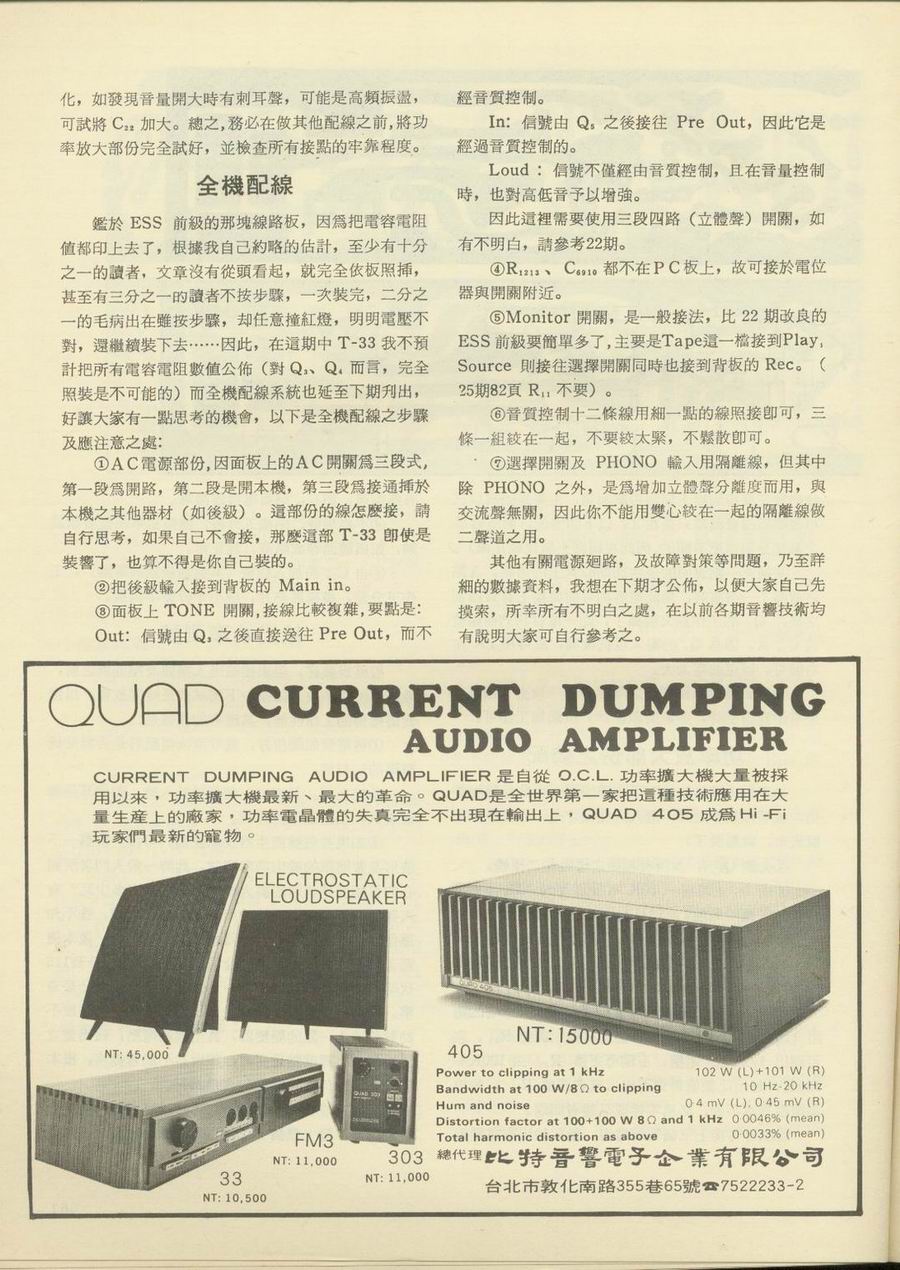 化，如發現音量開大時有刺耳聲，可能是高頻振盪，
可試將 C₂₂ 加大。總之,務必在做其他配線之前,將功
率放大部份完全試好，並檢查所有接點的牢靠程度。
全機配線
鑑於 ESS 前級的那塊線路板，因爲把電容電阻
值都印上去了，根據我自己約略的估計，至少有十分
之一的讀者，文章沒有從頭看起，就完全依板照挿，
甚至有三分之一的讀者不按步驟，一次裝完，二分之
一的毛病出在雖按步驟，却任意撞紅燈，明明電壓不
對，還繼續裝下去……因此，在這期中 T-33 我不預
計把所有電容電阻數值公佈（對 Q₃、Q₄ 而言，完全
照裝是不可能的）而全機配線系統也延至下期刋出，
好讓大家有一點思考的機會，以下是全機配線之步驟
及應注意之處:
①AC電源部份,因面板上的AC開關爲三段式,
第一段爲開路，第二段是開本機，第三段爲接通挿於
本機之其他器材（如後級）。這部份的線怎麽接，請
自行思考，如果自己不會接，那麽這部 T-33 卽使是
裝響了，也算不得是你自己裝的。
②把後級輸入接到背板的 Main in。
③面板上 TONE 開關,接線比較複雜,要點是:
Out: 信號由 Q₃ 之後直接送往 Pre Out，而不
經音質控制。
In: 信號由 Q₅ 之後接往 Pre Out，因此它是
經過音質控制的。
Loud : 信號不僅經由音質控制，且在音量控制
時，也對高低音予以增強。
因此這裡需要使用三段四路（立體聲）開關，如
有不明白，請參考22期。
④R₁₂₁₃ 、 C₆₉₁₀ 都不在PC板上，故可接於電位
器與開關附近。
⑤Monitor 開關，是一般接法，比 22 期改良的
ESS 前級要簡單多了,主要是Tape這一檔接到Play,
Source 則接往選擇開關同時也接到背板的 Rec。（
25期82頁 R₁₁ 不要）。
⑥音質控制十二條線用細一點的線照接卽可，三
條一組絞在一起，不要絞太緊，不鬆散卽可。
⑦選擇開關及 PHONO 輸入用隔離線，但其中
除 PHONO 之外，是爲增加立體聲分離度而用，與
交流聲無關，因此你不能用雙心絞在一起的隔離線做
二聲道之用。
其他有關電源廻路，及故障對策等問題，乃至詳
細的數據資料，我想在下期才公佈，以便大家自己先
摸索，所幸所有不明白之處，在以前各期音響技術均
有說明大家可自行參考之。
QUAD CURRENT DUMPING
AUDIO AMPLIFIER
CURRENT DUMPING AUDIO AMPLIFIER 是自從 O.C.L. 功率擴大機大量被採
用以來，功率擴大機最新、最大的革命。QUAD是全世界第一家把這種技術應用在大
量生産上的廠家，功率電晶體的失真完全不出現在輸出上，QUAD 405 成爲Hi-Fi
玩家們最新的寵物。
ELECTROSTATIC
LOUDSPEAKER
NT: 45,000
QUAD 405
NT: 15000
405
Power to clipping at 1 kHz 102 W (L)+101 W (R)
Bandwidth at 100 W/8Ω to clipping 10 Hz-20 kHz
Hum and noise 0·4 mV (L), 0·45 mV (R)
Distortion factor at 100+100 W 8Ω and 1 kHz 0·0046% (mean)
Total harmonic distortion as above 0·0033% (mean)
QUAD 303
FM3
NT: 11,000
303
NT: 11,000
33
NT: 10,500
總代理 比特音響電子企業有限公司
台北市敦化南路355巷65號☎7522233-2